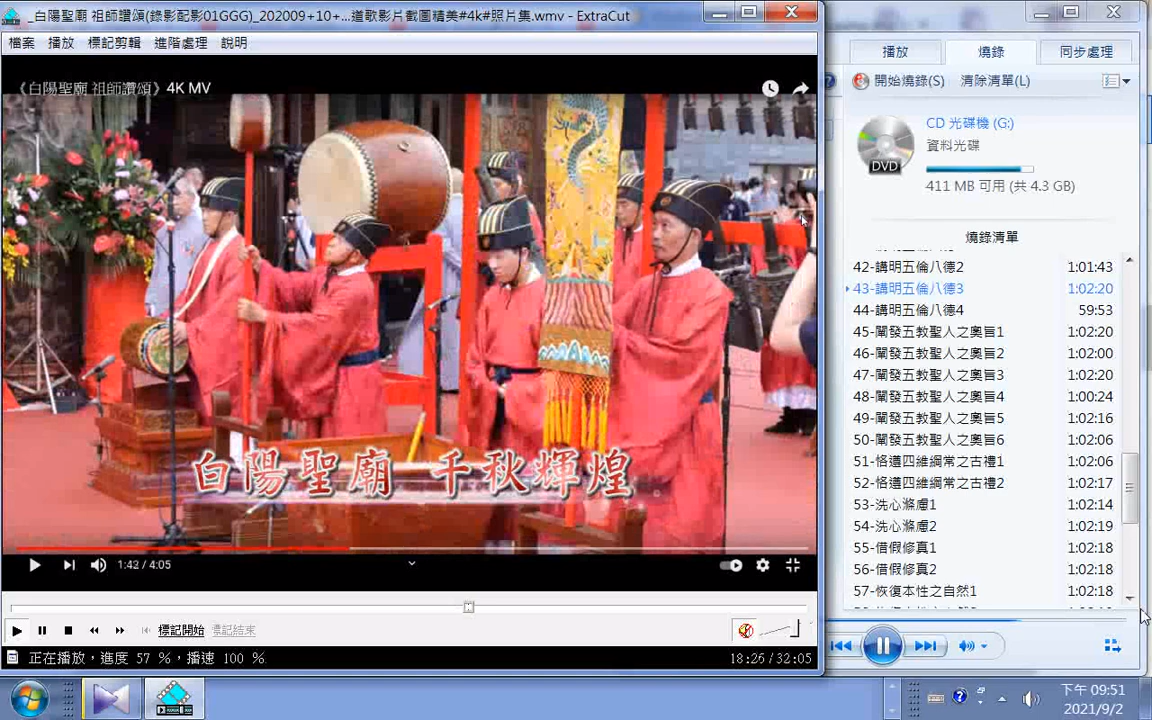 _白陽聖廟 祖師讚頌(錄影配影01GGG)_202009+10+...道歌影片截圖精美#4k#照片集.wmv - ExtraCut
檔案 播放 標記剪輯 進階處理 說明
《白陽聖廟 祖師讚頌》4K MV
白陽聖廟 千秋輝煌
1:42 / 4:05
標記開始 標記結束
正在播放，進度 57 %，播速 100 %
18:26 / 32:05
播放 燒錄 同步處理
開始燒錄(S) 清除清單(L)
CD 光碟機 (G:)
資料光碟
DVD
411 MB 可用 (共 4.3 GB)
燒錄清單
42-講明五倫八德2 1:01:43
43-講明五倫八德3 1:02:20
44-講明五倫八德4 59:53
45-闡發五教聖人之奧旨1 1:02:20
46-闡發五教聖人之奧旨2 1:02:00
47-闡發五教聖人之奧旨3 1:02:20
48-闡發五教聖人之奧旨4 1:00:24
49-闡發五教聖人之奧旨5 1:02:16
50-闡發五教聖人之奧旨6 1:02:06
51-恪遵四維綱常之古禮1 1:02:06
52-恪遵四維綱常之古禮2 1:02:17
53-洗心滌慮1 1:02:14
54-洗心滌慮2 1:02:19
55-借假修真1 1:02:18
56-借假修真2 1:02:18
57-恢復本性之自然1 1:02:18
下午 09:51
2021/9/2